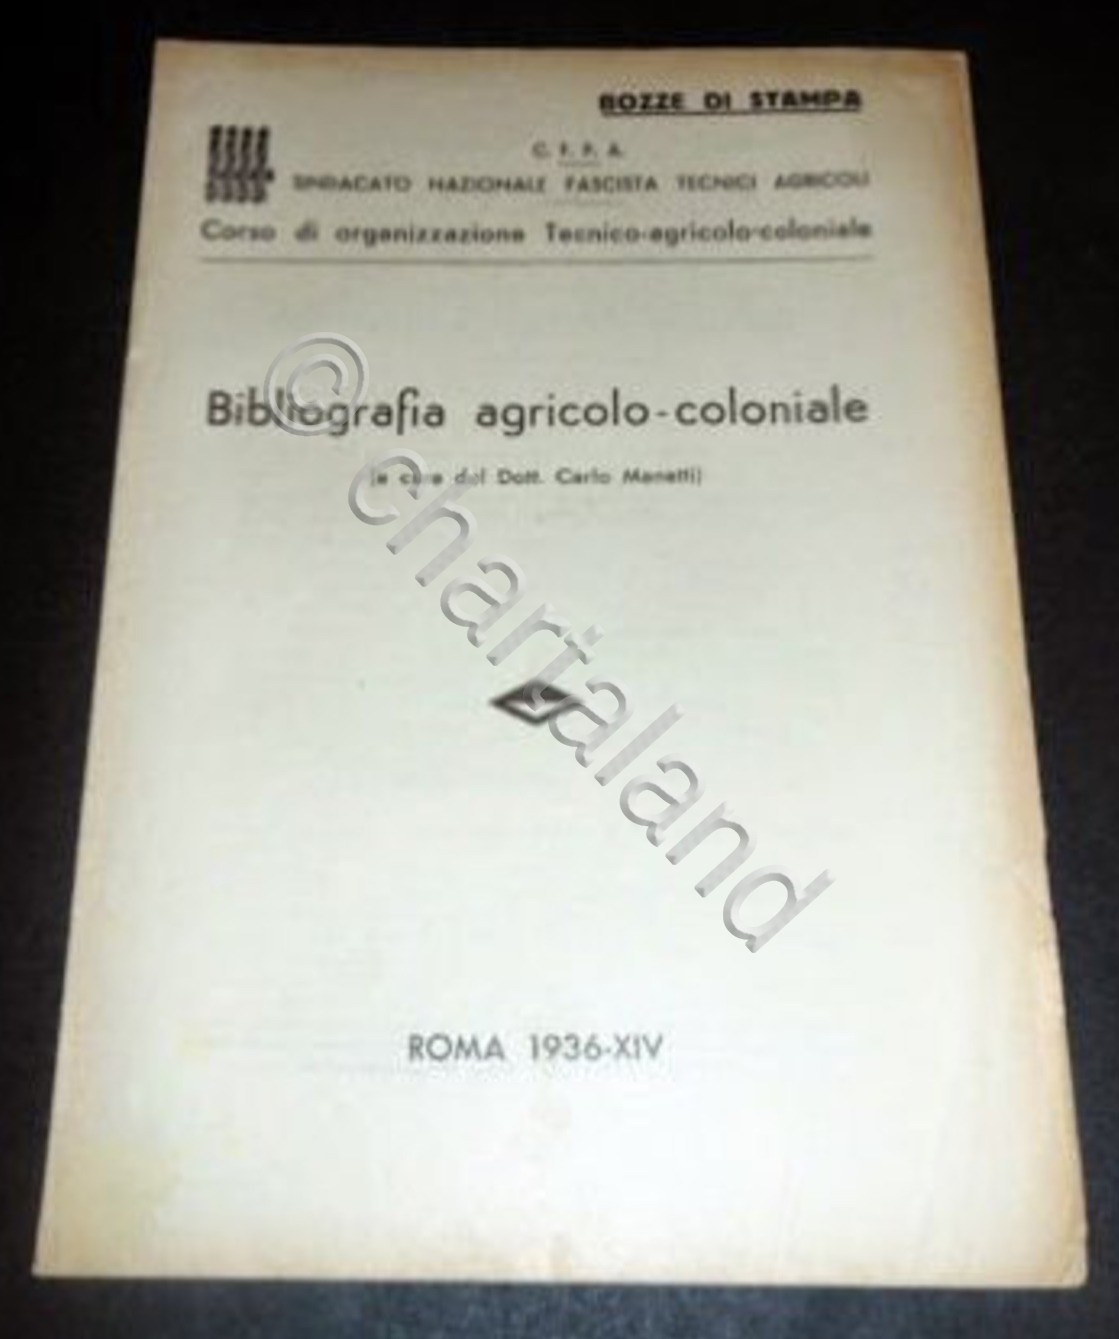 BOZZE DI STAMPA
C. F. P. A.
SINDACATO NAZIONALE FASCISTA TECNICI AGRICOLI
Corso di organizzazione Tecnico-agricolo-coloniale
Bibliografia agricolo-coloniale
(a cura del Dott. Carlo Manetti)
ROMA 1936-XIV
© chartaland